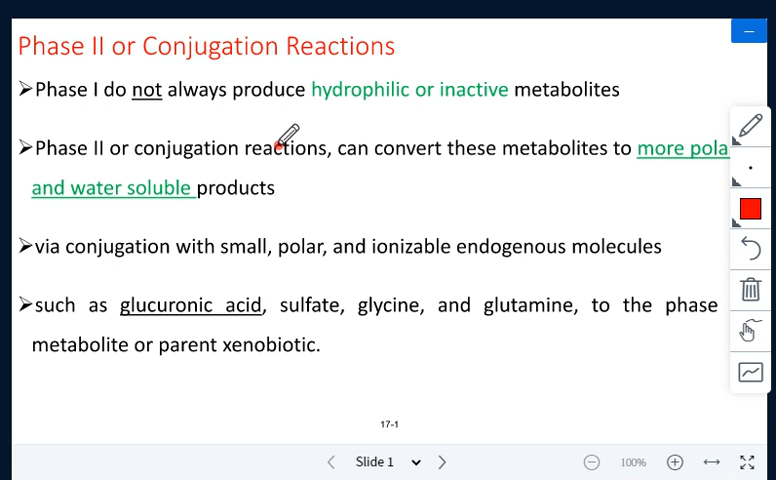 Phase II or Conjugation Reactions
➢Phase I do not always produce hydrophilic or inactive metabolites
➢Phase II or conjugation reactions, can convert these metabolites to more pola
and water soluble products
➢via conjugation with small, polar, and ionizable endogenous molecules
➢such as glucuronic acid, sulfate, glycine, and glutamine, to the phase
metabolite or parent xenobiotic.
17-1
Slide 1
100%